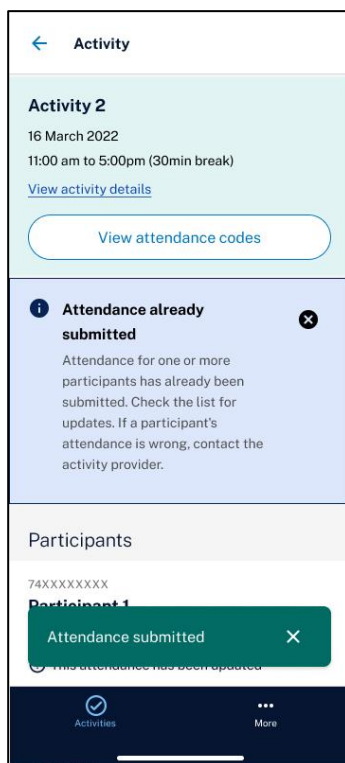 Activity
Activity 2
16 March 2022
11:00 am to 5:00pm (30min break)
View activity details
View attendance codes
Attendance already
submitted
Attendance for one or more
participants has already been
submitted. Check the list for
updates. If a participant's
attendance is wrong, contact the
activity provider.
Participants
74XXXXXXXX
Participant 1
Attendance submitted
This attendance has been updated
Activities
More